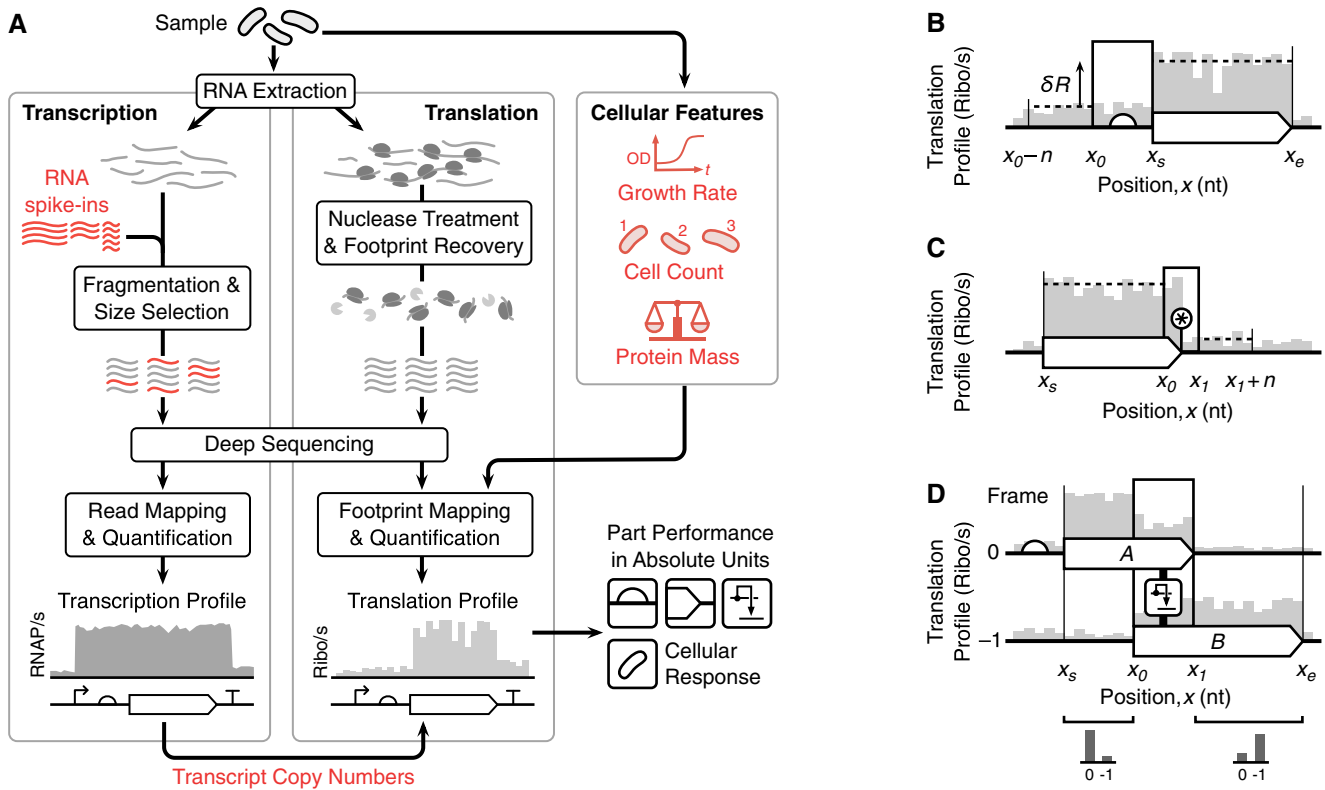 A
Sample
RNA Extraction
Transcription
Translation
Cellular Features
RNA
spike-ins
OD
t
Growth Rate
Nuclease Treatment
& Footprint Recovery
1
2
3
Cell Count
Fragmentation &
Size Selection
Protein Mass
Deep Sequencing
Read Mapping
& Quantification
Footprint Mapping
& Quantification
Part Performance
in Absolute Units
Transcription Profile
Translation Profile
RNAP/s
Ribo/s
Cellular
Response
Transcript Copy Numbers
B
Translation
Profile (Ribo/s)
δR
x₀−n
x₀
xₛ
xₑ
Position, x (nt)
C
Translation
Profile (Ribo/s)
*
xₛ
x₀
x₁
x₁+n
Position, x (nt)
D
Frame
Translation
Profile (Ribo/s)
0
A
−1
B
xₛ
x₀
x₁
xₑ
Position, x (nt)
0 -1
0 -1